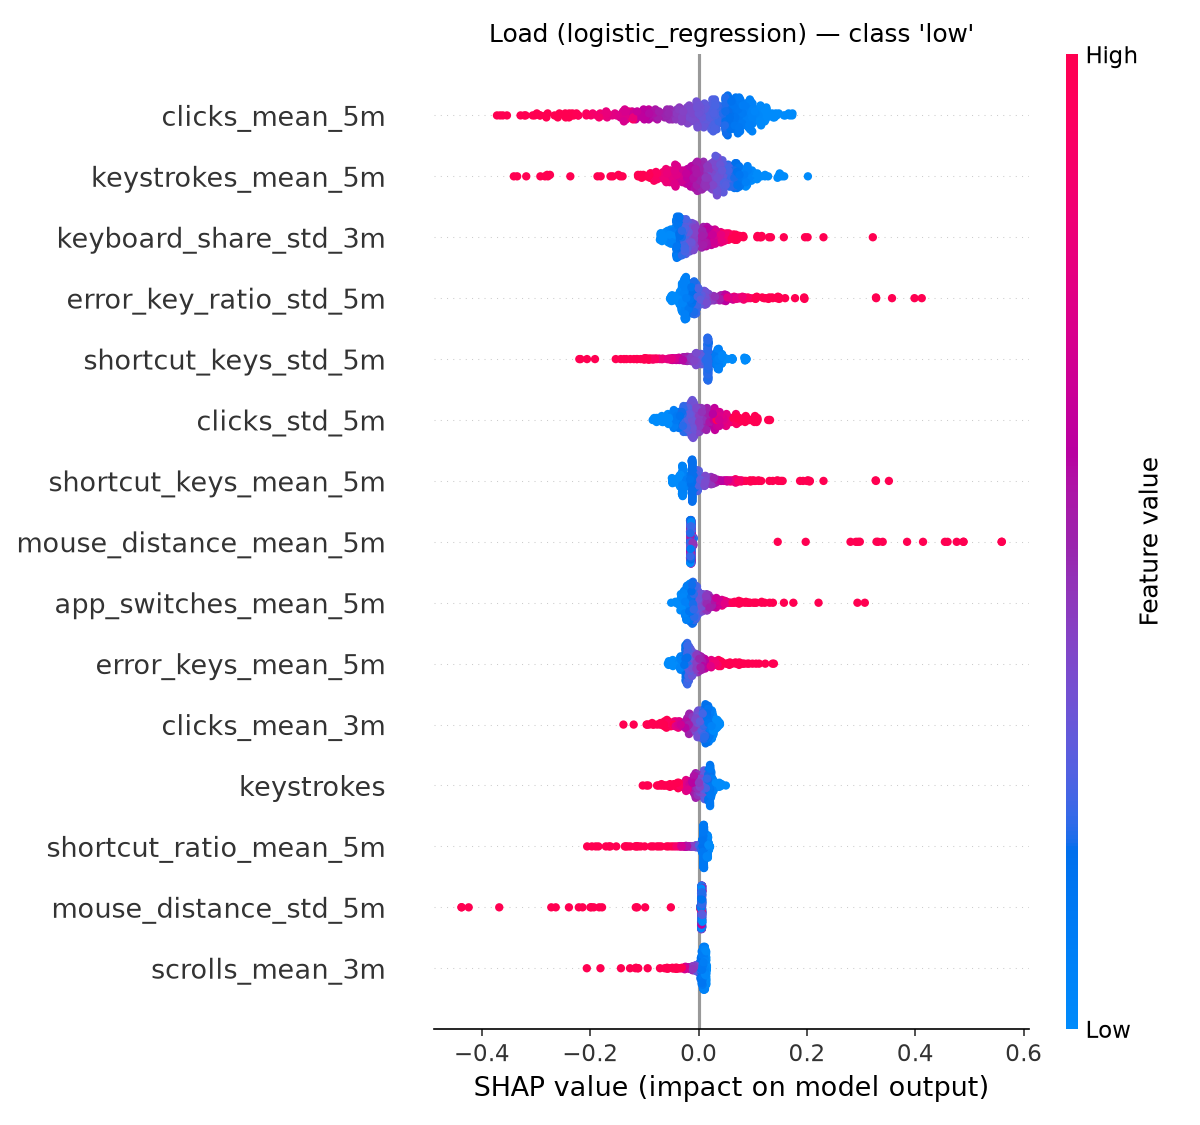 Load (logistic_regression) — class 'low'
High
clicks_mean_5m
keystrokes_mean_5m
keyboard_share_std_3m
error_key_ratio_std_5m
shortcut_keys_std_5m
clicks_std_5m
shortcut_keys_mean_5m
mouse_distance_mean_5m
app_switches_mean_5m
error_keys_mean_5m
clicks_mean_3m
keystrokes
shortcut_ratio_mean_5m
mouse_distance_std_5m
scrolls_mean_3m
Feature value
Low
−0.4 −0.2 0.0 0.2 0.4 0.6
SHAP value (impact on model output)